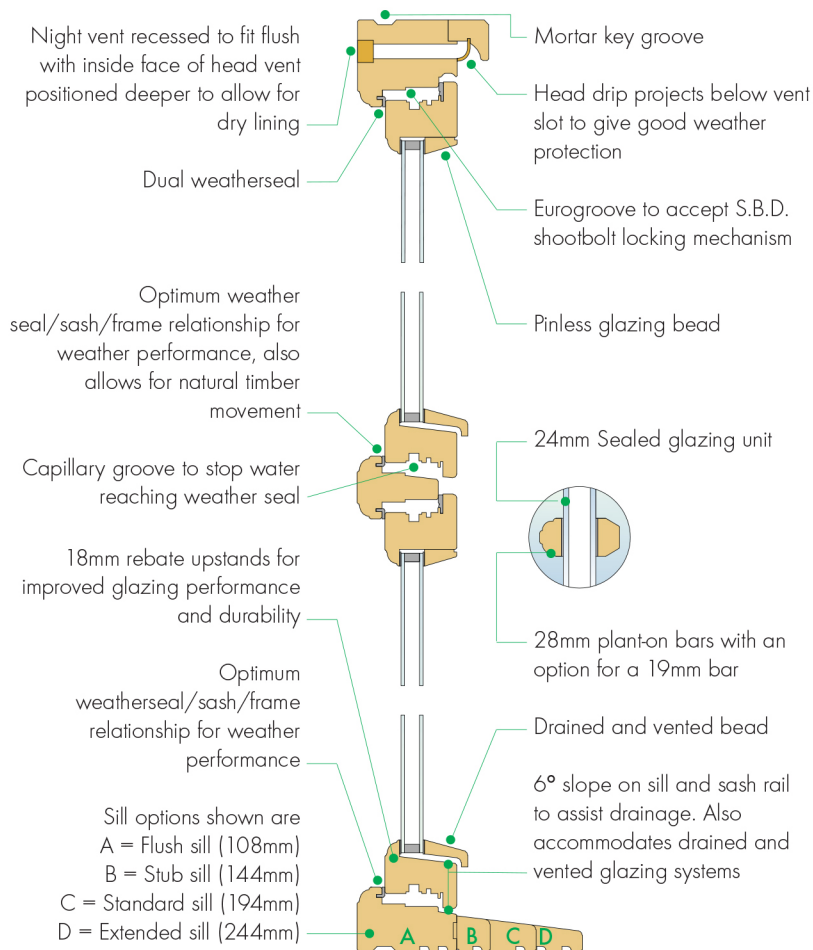 Night vent recessed to fit flush
with inside face of head vent
positioned deeper to allow for
dry lining
Dual weatherseal
Optimum weather
seal/sash/frame relationship for
weather performance, also
allows for natural timber
movement
Capillary groove to stop water
reaching weather seal
18mm rebate upstands for
improved glazing performance
and durability
Optimum
weatherseal/sash/frame
relationship for weather
performance
Sill options shown are
A = Flush sill (108mm)
B = Stub sill (144mm)
C = Standard sill (194mm)
D = Extended sill (244mm)
Mortar key groove
Head drip projects below vent
slot to give good weather
protection
Eurogroove to accept S.B.D.
shootbolt locking mechanism
Pinless glazing bead
24mm Sealed glazing unit
28mm plant-on bars with an
option for a 19mm bar
Drained and vented bead
6° slope on sill and sash rail
to assist drainage. Also
accommodates drained and
vented glazing systems
A B C D